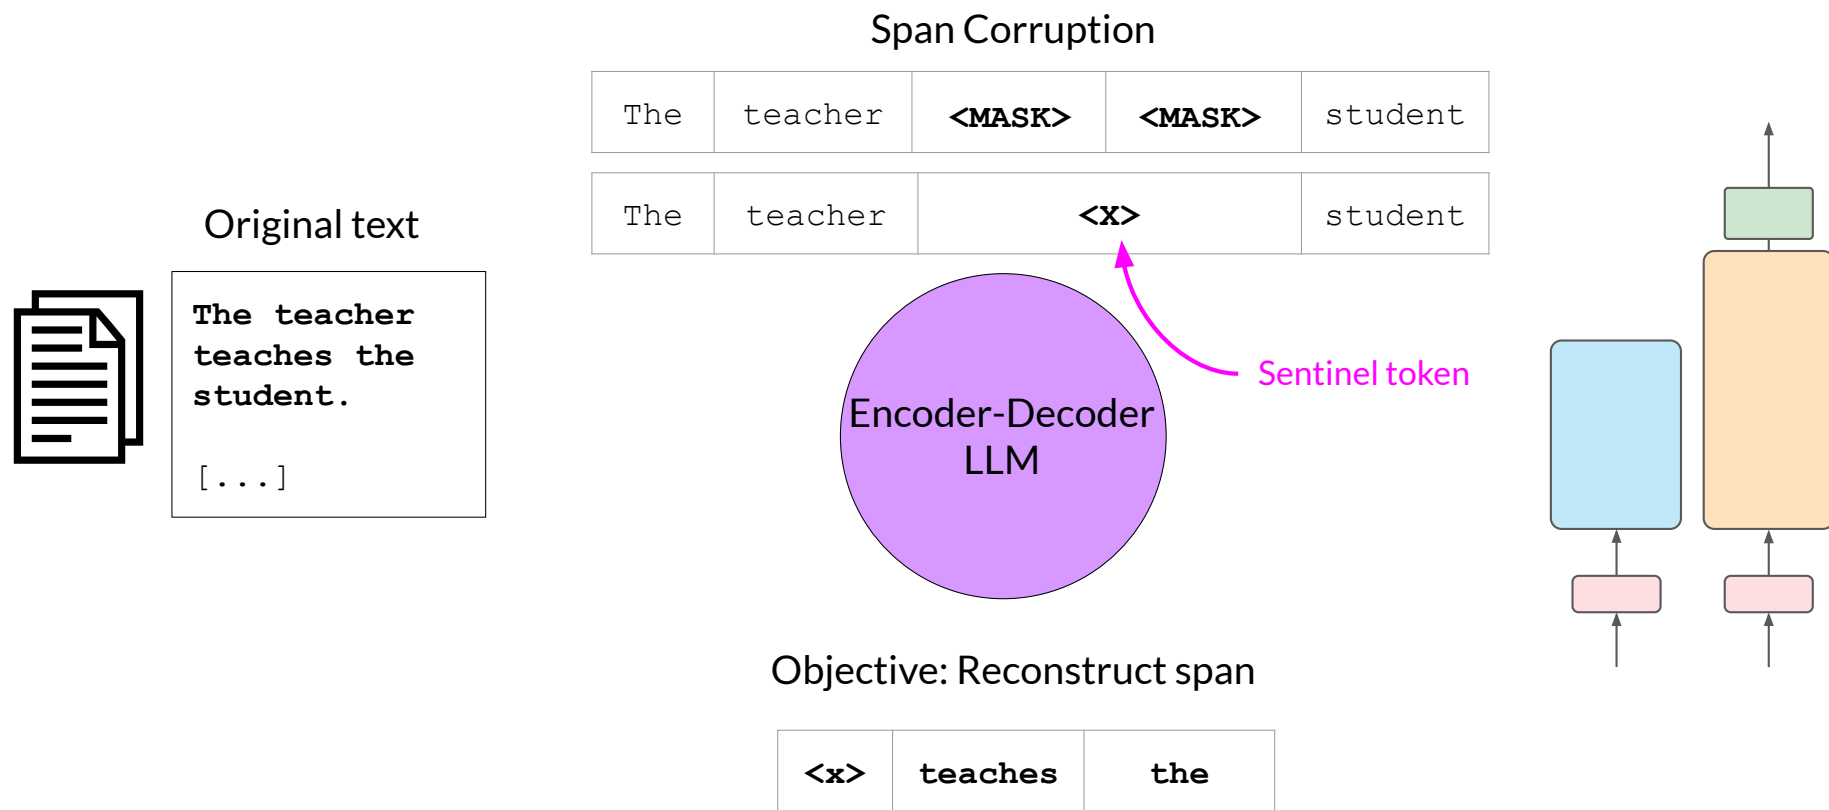 Span Corruption
The teacher <MASK> <MASK> student
The teacher <X> student
Original text
The teacher
teaches the
student.
[...]
Sentinel token
Encoder-Decoder
LLM
Objective: Reconstruct span
<x> teaches the